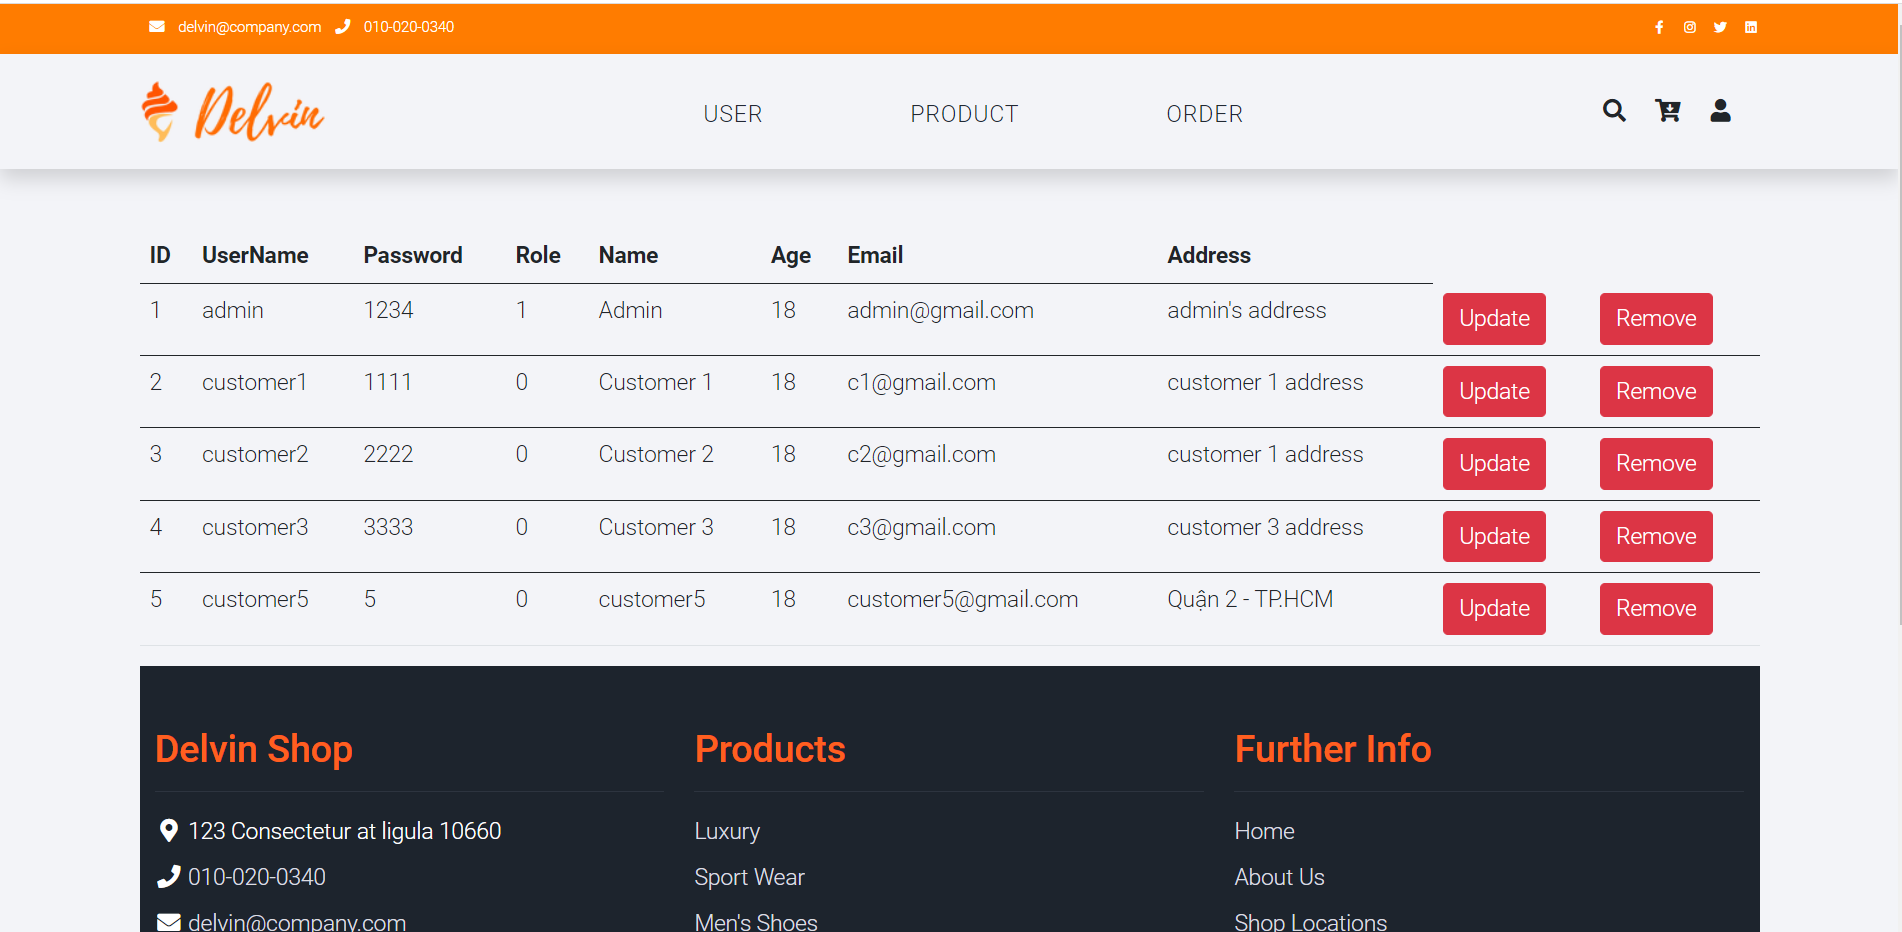 delvin@company.com 010-020-0340
Delvin USER PRODUCT ORDER
ID UserName Password Role Name Age Email Address
1 admin 1234 1 Admin 18 admin@gmail.com admin's address Update Remove
2 customer1 1111 0 Customer 1 18 c1@gmail.com customer 1 address Update Remove
3 customer2 2222 0 Customer 2 18 c2@gmail.com customer 1 address Update Remove
4 customer3 3333 0 Customer 3 18 c3@gmail.com customer 3 address Update Remove
5 customer5 5 0 customer5 18 customer5@gmail.com Quận 2 - TP.HCM Update Remove
Delvin Shop Products Further Info
123 Consectetur at ligula 10660 Luxury Home
010-020-0340 Sport Wear About Us
delvin@company.com Men's Shoes Shop Locations